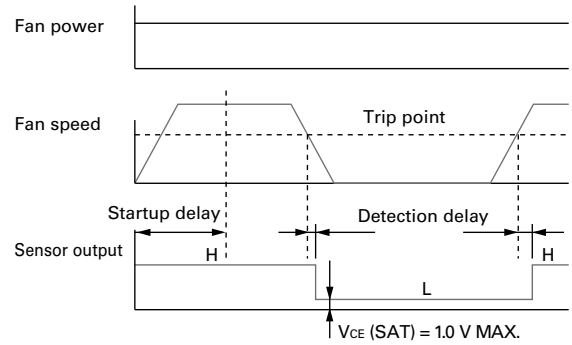 Fan power
Fan speed
Trip point
Startup delay
Detection delay
Sensor output
H
H
L
VCE (SAT) = 1.0 V MAX.